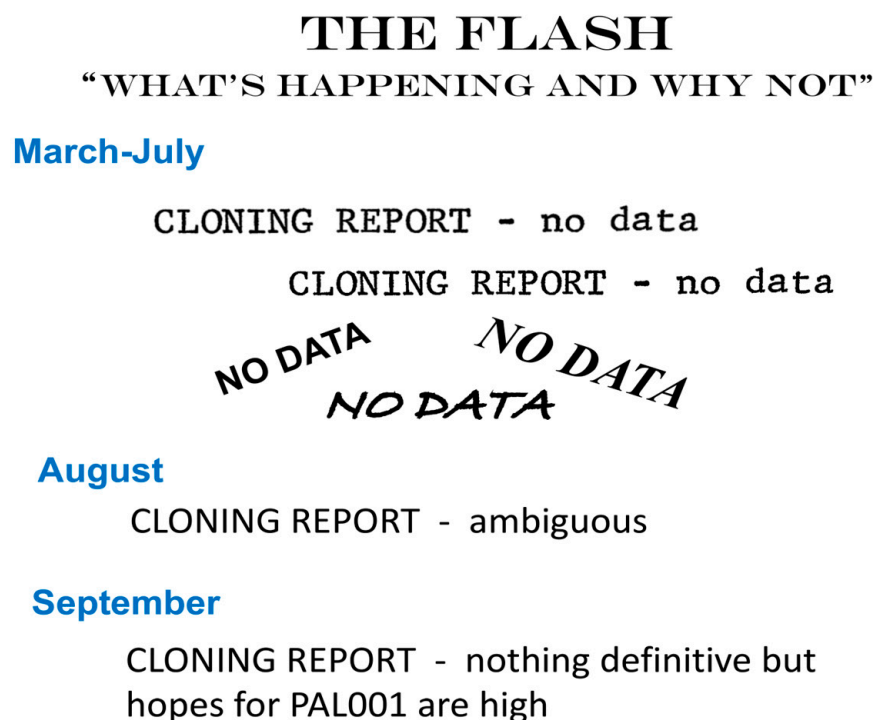 THE FLASH
“WHAT’S HAPPENING AND WHY NOT”
March-July
CLONING REPORT - no data
CLONING REPORT - no data
NO DATA
NO DATA
NO DATA
August
CLONING REPORT - ambiguous
September
CLONING REPORT - nothing definitive but
hopes for PAL001 are high